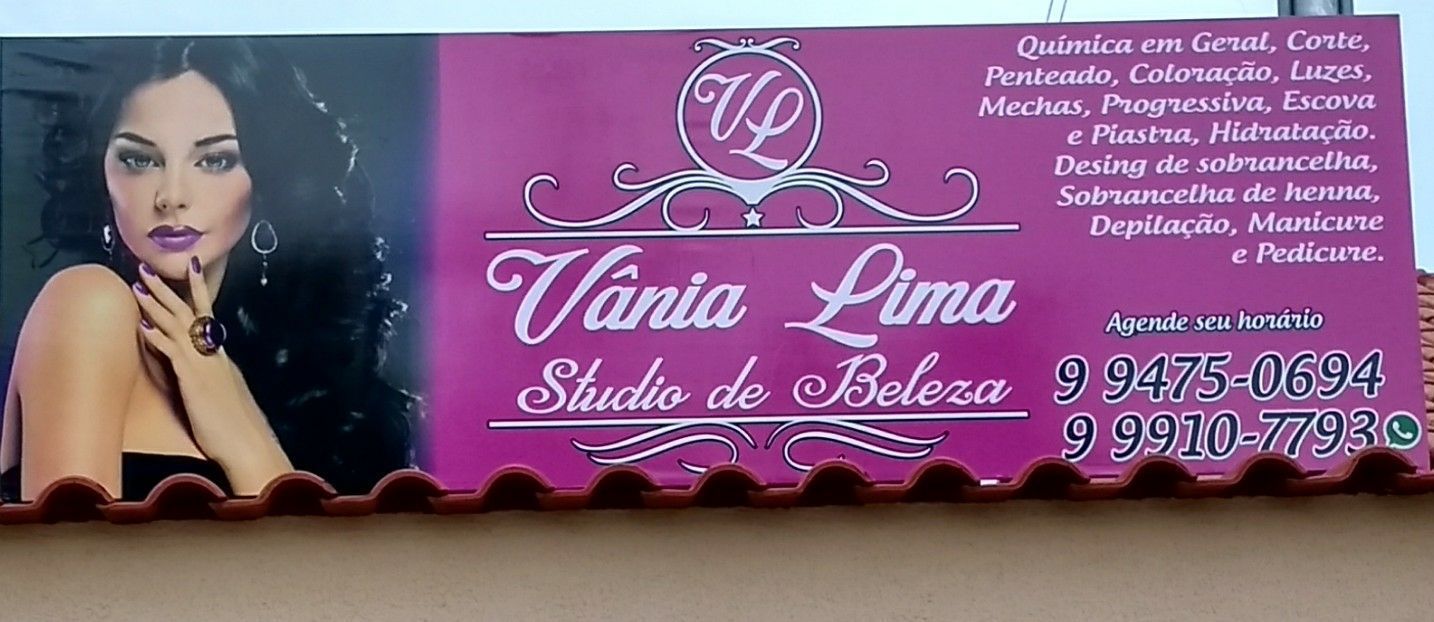 VL
Vânia Lima
Studio de Beleza
Química em Geral, Corte,
Penteado, Coloração, Luzes,
Mechas, Progressiva, Escova
e Piastra, Hidratação.
Desing de sobrancelha,
Sobrancelha de henna,
Depilação, Manicure
e Pedicure.
Agende seu horário
9 9475-0694
9 9910-7793